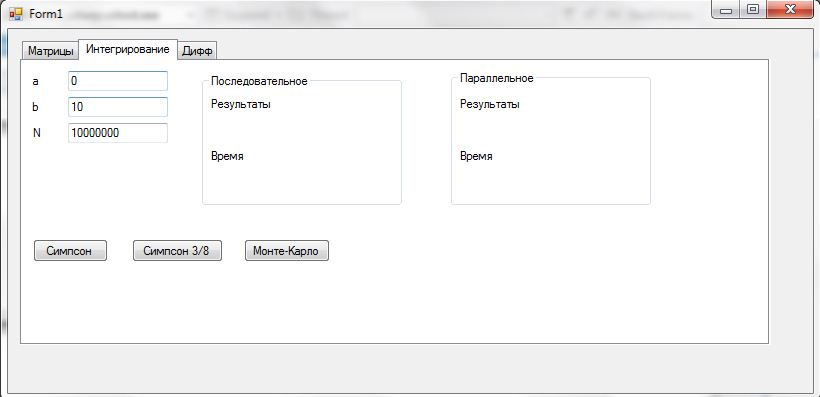 Form1
Матрицы Интегрирование Дифф
a 0
b 10
N 10000000
Последовательное
Результаты
Время
Параллельное
Результаты
Время
Симпсон Симпсон 3/8 Монте-Карло